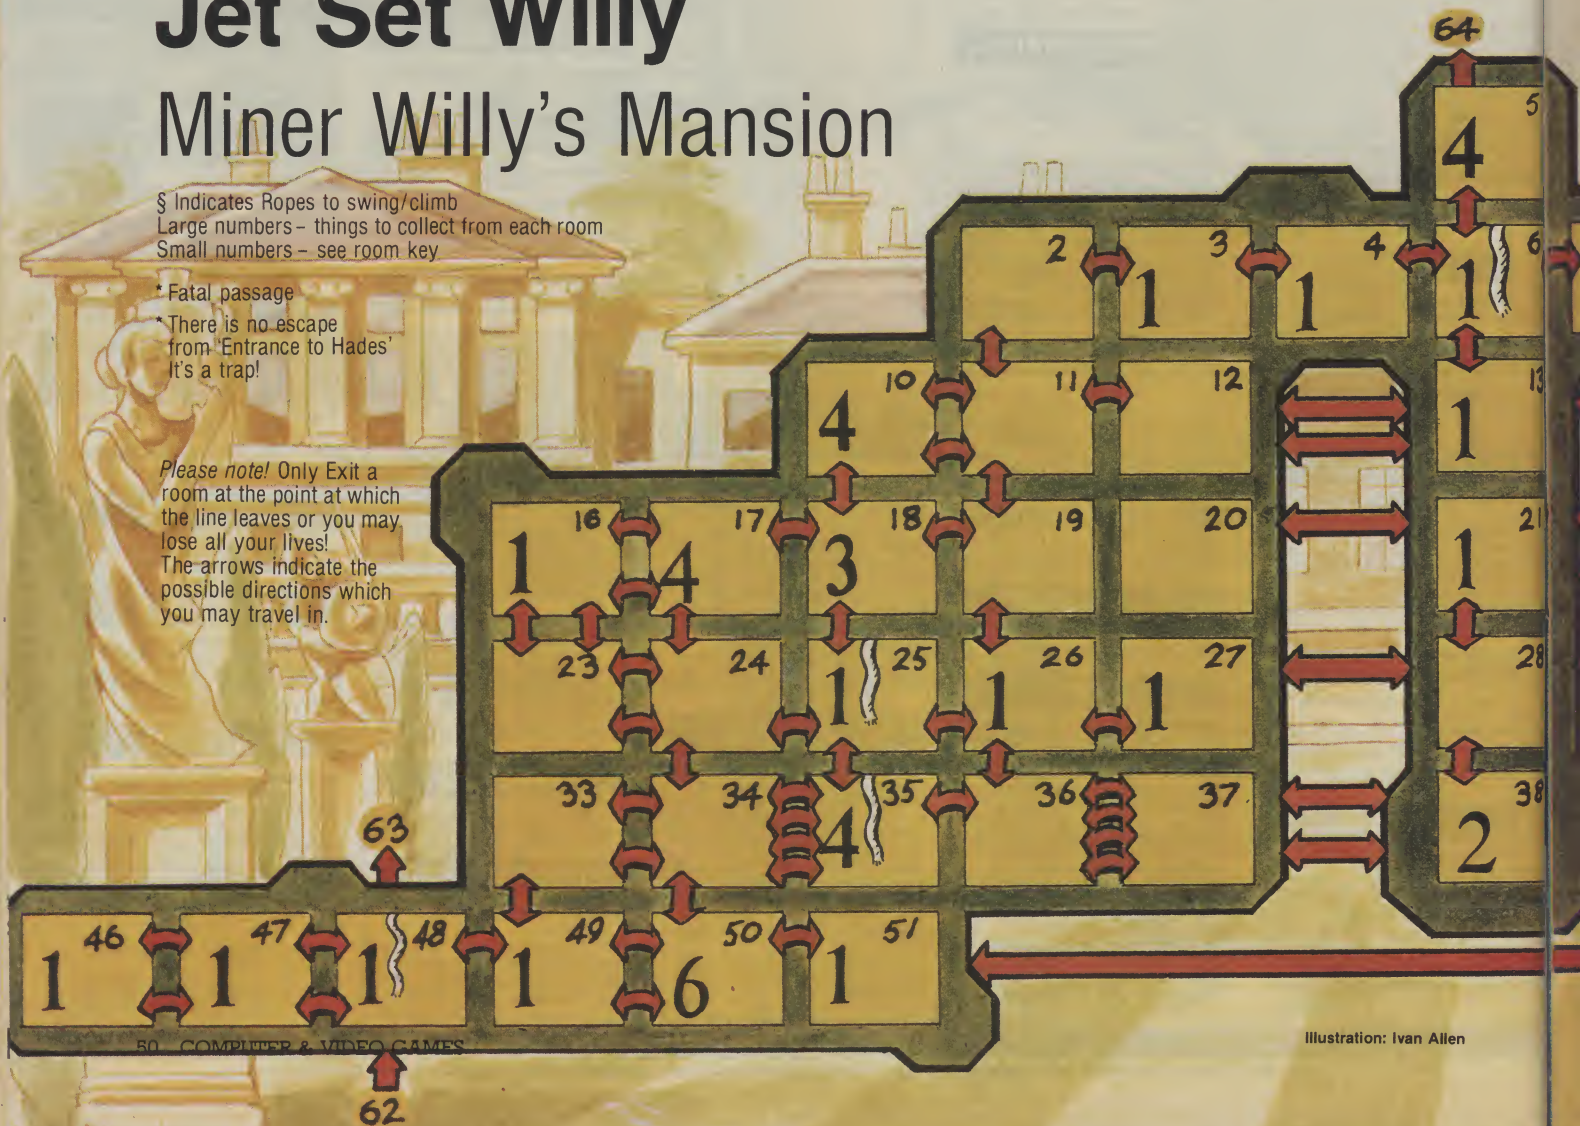 Jet Set Willy
Miner Willy's Mansion
§ Indicates Ropes to swing/climb
Large numbers – things to collect from each room
Small numbers – see room key
* Fatal passage
* There is no escape
from 'Entrance to Hades'
It's a trap!
Please note! Only Exit a
room at the point at which
the line leaves or you may
lose all your lives!
The arrows indicate the
possible directions which
you may travel in.
64
5
4
2 3 4 6
1 1 1
10 11 12 13
4 1
16 17 18 19 20 21
1 4 3 1
23 24 25 26 27 28
1 1 1
33 34 35 36 37 38
4 2
63
46 47 48 49 50 51
1 1 1 1 6 1
50 COMPUTER & VIDEO GAMES
Illustration: Ivan Allen
62